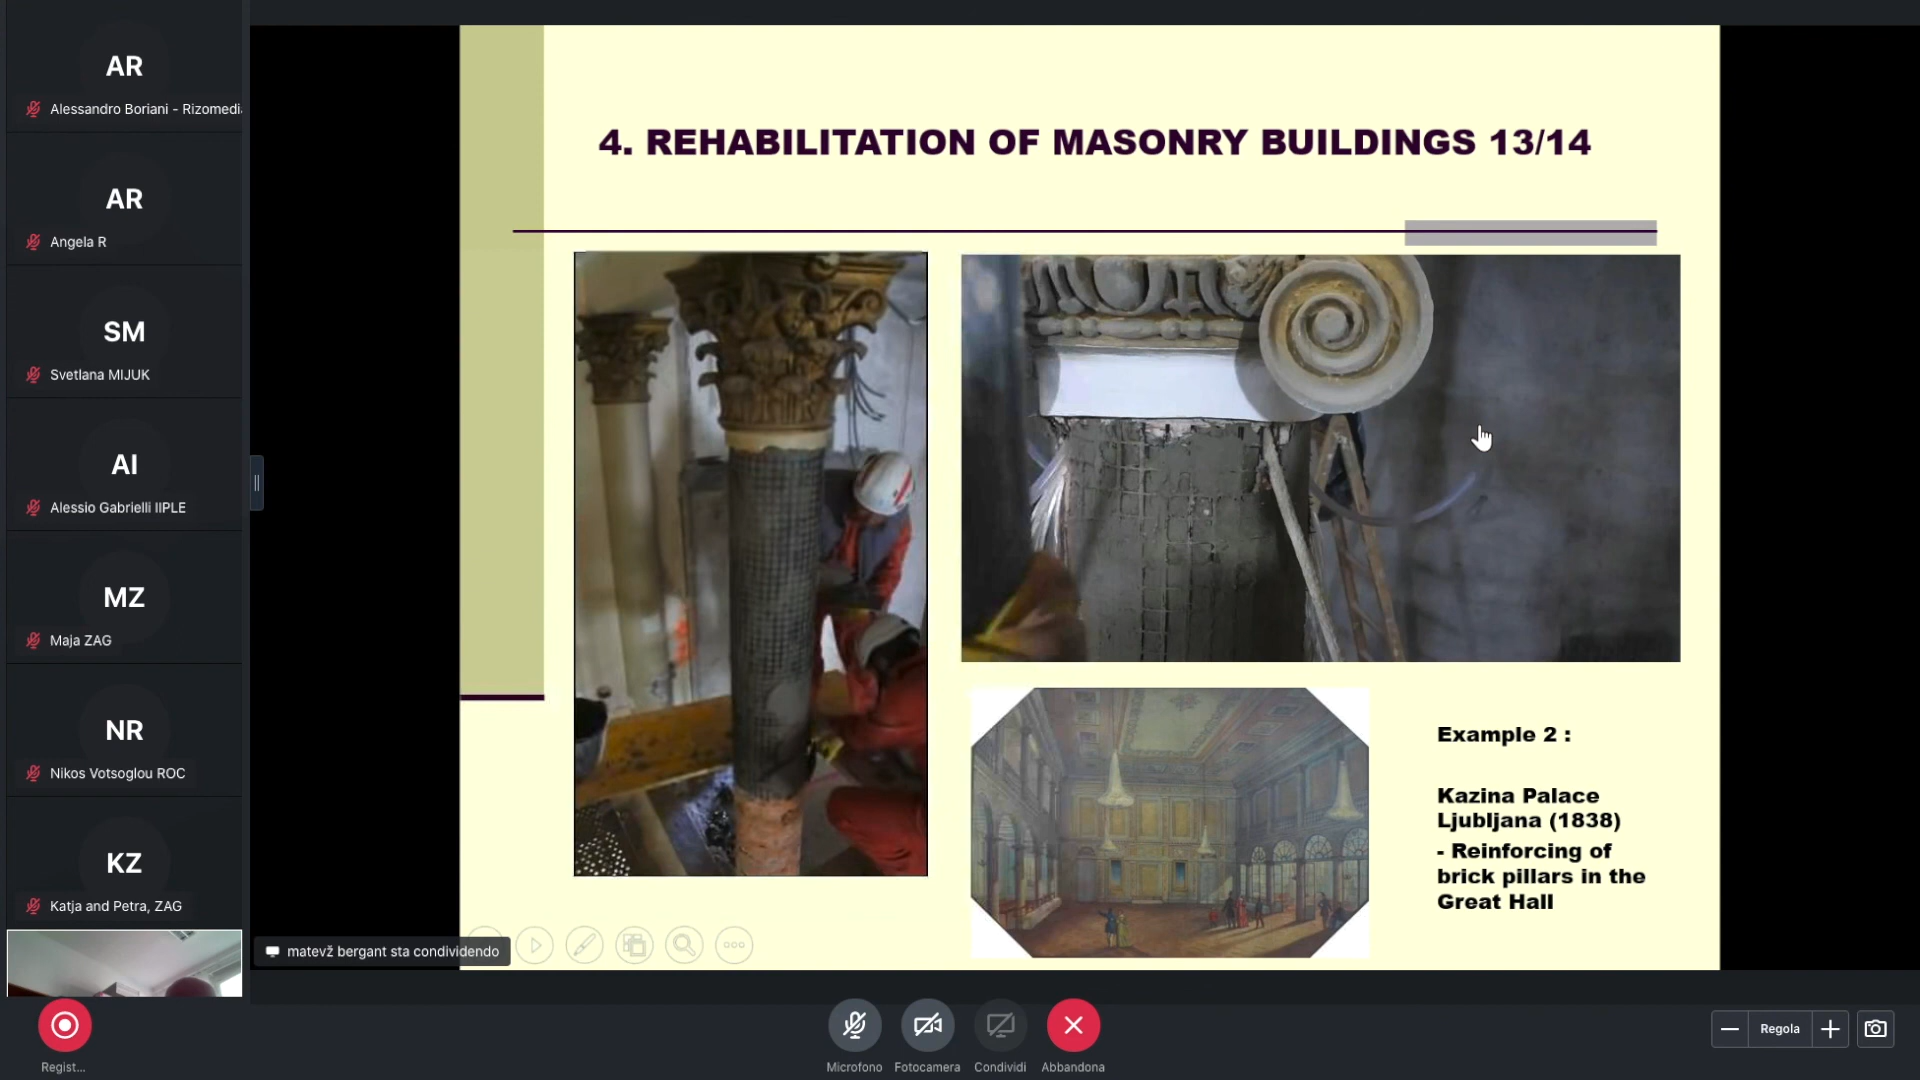 AR
Alessandro Boriani - Rizomedia
AR
Angela R
SM
Svetlana MIJUK
AI
Alessio Gabrielli IIPLE
MZ
Maja ZAG
NR
Nikos Votsoglou ROC
KZ
Katja and Petra, ZAG
4. REHABILITATION OF MASONRY BUILDINGS 13/14
Example 2 :
Kazina Palace
Ljubljana (1838)
- Reinforcing of
brick pillars in the
Great Hall
matevž bergant sta condividendo
Regist...
Microfono
Fotocamera
Condividi
Abbandona
Regola